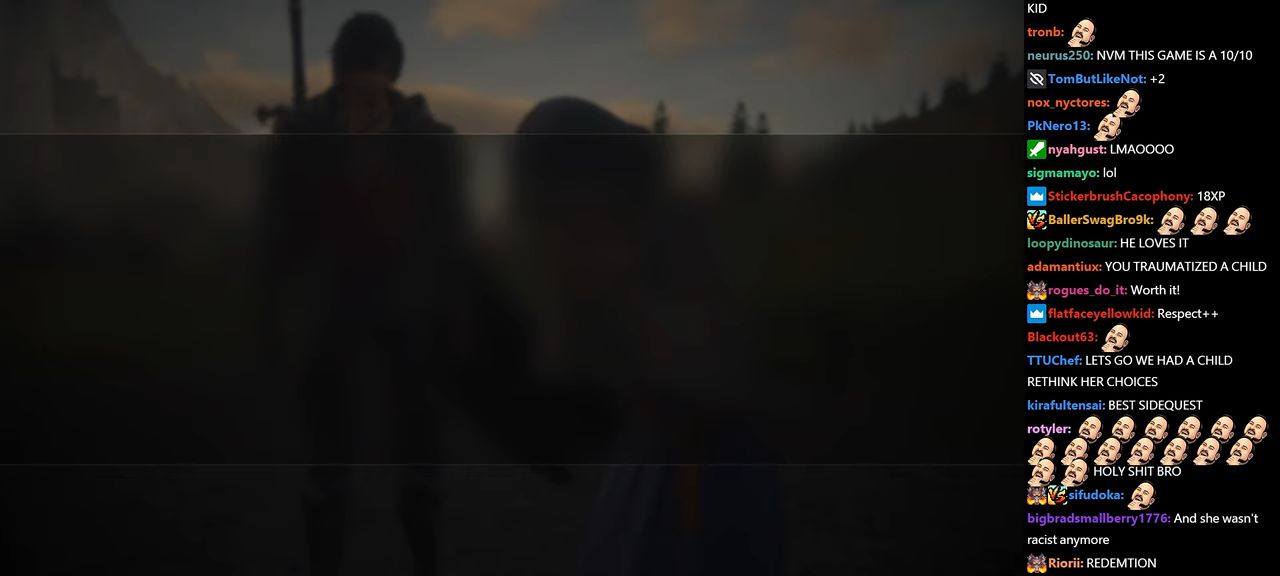 KID
tronb:
neurus250: NVM THIS GAME IS A 10/10
TomButLikeNot: +2
nox_nyctores:
PkNero13:
nyahgust: LMAOOOO
sigmamayo: lol
StickerbrushCacophony: 18XP
BallerSwagBro9k:
loopydinosaur: HE LOVES IT
adamantiux: YOU TRAUMATIZED A CHILD
rogues_do_it: Worth it!
flatfaceyellowkid: Respect++
Blackout63:
TTUChef: LETS GO WE HAD A CHILD
RETHINK HER CHOICES
kirafultensai: BEST SIDEQUEST
rotyler:
HOLY SHIT BRO
sifudoka:
bigbradsmallberry1776: And she wasn't
racist anymore
Riorii: REDEMTION